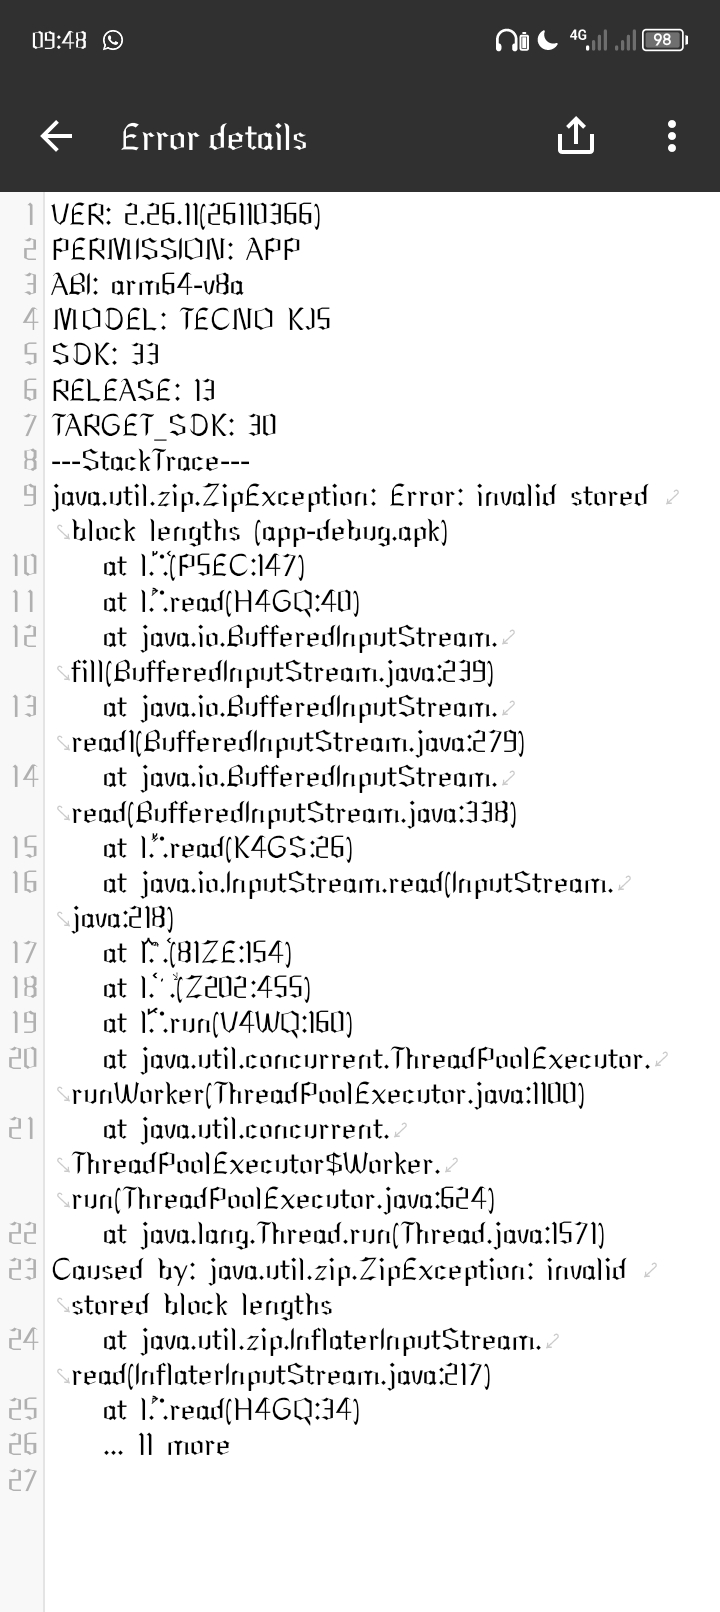 09:48 4G 98
Error details
1 VER: 2.26.11(26110366)
2 PERMISSION: APP
3 ABI: arm64-v8a
4 MODEL: TECNO KJ5
5 SDK: 33
6 RELEASE: 13
7 TARGET_SDK: 30
8 ---StackTrace---
9 java.util.zip.ZipException: Error: invalid stored
block lengths (app-debug.apk)
10 at l.(P5EC:147)
11 at l.read(H4GQ:40)
12 at java.io.BufferedInputStream.
fill(BufferedInputStream.java:239)
13 at java.io.BufferedInputStream.
read1(BufferedInputStream.java:279)
14 at java.io.BufferedInputStream.
read(BufferedInputStream.java:338)
15 at l.read(K4GS:26)
16 at java.io.InputStream.read(InputStream.
java:218)
17 at l.(81ZE:154)
18 at l.(Z202:455)
19 at l.run(V4WQ:160)
20 at java.util.concurrent.ThreadPoolExecutor.
runWorker(ThreadPoolExecutor.java:1100)
21 at java.util.concurrent.
ThreadPoolExecutor$Worker.
run(ThreadPoolExecutor.java:624)
22 at java.lang.Thread.run(Thread.java:1571)
23 Caused by: java.util.zip.ZipException: invalid
stored block lengths
24 at java.util.zip.InflaterInputStream.
read(InflaterInputStream.java:217)
25 at l.read(H4GQ:34)
26 ... 11 more
27